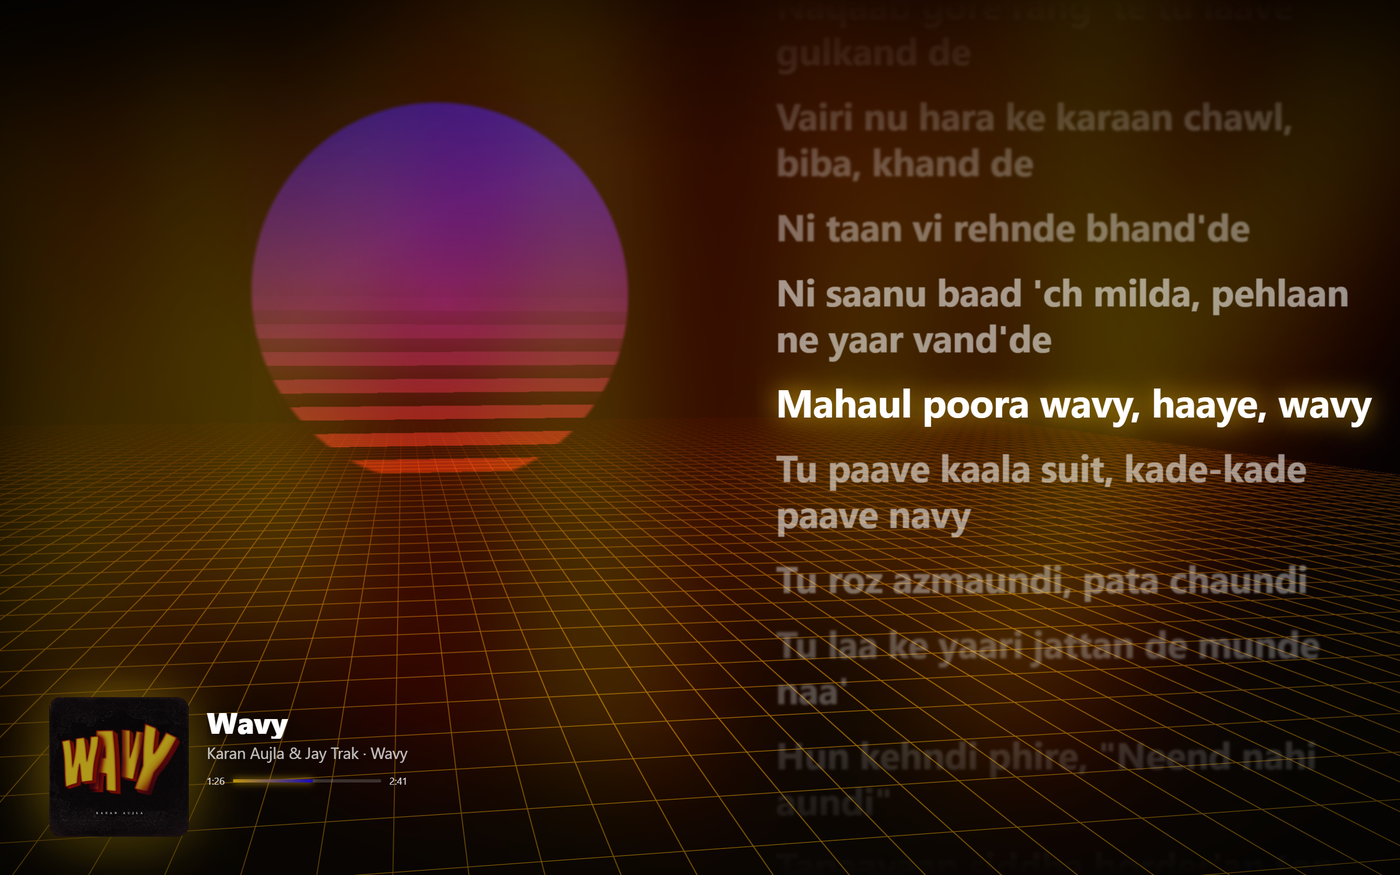 gulkand de
Vairi nu hara ke karaan chawl,
biba, khand de
Ni taan vi rehnde bhand'de
Ni saanu baad 'ch milda, pehlaan
ne yaar vand'de
Mahaul poora wavy, haaye, wavy
Tu paave kaala suit, kade-kade
paave navy
Tu roz azmaundi, pata chaundi
Tu laa ke yaari jattan de munde
naa'
Hun kehndi phire, "Neend nahi
aundi"
WAVY
KARAN AUJLA
Wavy
Karan Aujla & Jay Trak · Wavy
1:26
2:41